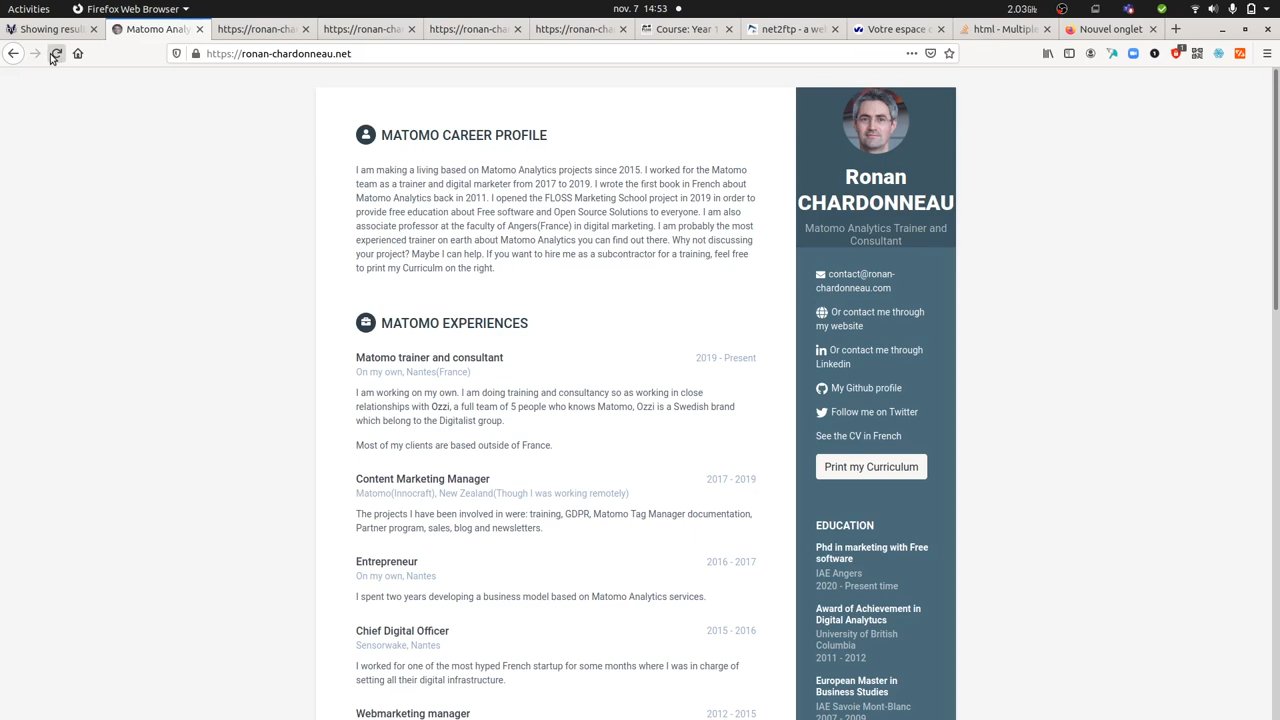 Activities
Firefox Web Browser
nov. 7 14:53
2.00GHz
Showing resul
Matomo Analy
https://ronan-c
https://ronan-c
https://ronan-c
https://ronan-c
Course: Year 1
net2ftp - a we
Votre espace c
html - Multiple
Nouvel onglet
https://ronan-chardonneau.net
1
MATOMO CAREER PROFILE
I am making a living based on Matomo Analytics projects since 2015. I worked for the Matomo
team as a trainer and digital marketer from 2017 to 2019. I wrote the first book in French about
Matomo Analytics back in 2011. I opened the FLOSS Marketing School project in 2019 in order to
provide free education about Free software and Open Source Solutions to everyone. I am also
associate professor at the faculty of Angers(France) in digital marketing. I am probably the most
experienced trainer on earth about Matomo Analytics you can find out there. Why not discussing
your project? Maybe I can help. If you want to hire me as a subcontractor for a training, feel free
to print my Curriculm on the right.
MATOMO EXPERIENCES
Matomo trainer and consultant
2019 - Present
On my own, Nantes(France)
I am working on my own. I am doing training and consultancy so as working in close
relationships with Ozzi, a full team of 5 people who knows Matomo, Ozzi is a Swedish brand
which belong to the Digitalist group.
Most of my clients are based outside of France.
Content Marketing Manager
2017 - 2019
Matomo(Innocraft), New Zealand(Though I was working remotely)
The projects I have been involved in were: training, GDPR, Matomo Tag Manager documentation,
Partner program, sales, blog and newsletters.
Entrepreneur
2016 - 2017
On my own, Nantes
I spent two years developing a business model based on Matomo Analytics services.
Chief Digital Officer
2015 - 2016
Sensorwake, Nantes
I worked for one of the most hyped French startup for some months where I was in charge of
setting all their digital infrastructure.
Webmarketing manager
2012 - 2015
Ronan
CHARDONNEAU
Matomo Analytics Trainer and
Consultant
contact@ronan-
chardonneau.com
Or contact me through
my website
Or contact me through
Linkedin
My Github profile
Follow me on Twitter
See the CV in French
Print my Curriculum
EDUCATION
Phd in marketing with Free
software
IAE Angers
2020 - Present time
Award of Achievement in
Digital Analytucs
University of British
Columbia
2011 - 2012
European Master in
Business Studies
IAE Savoie Mont-Blanc
2007 - 2009